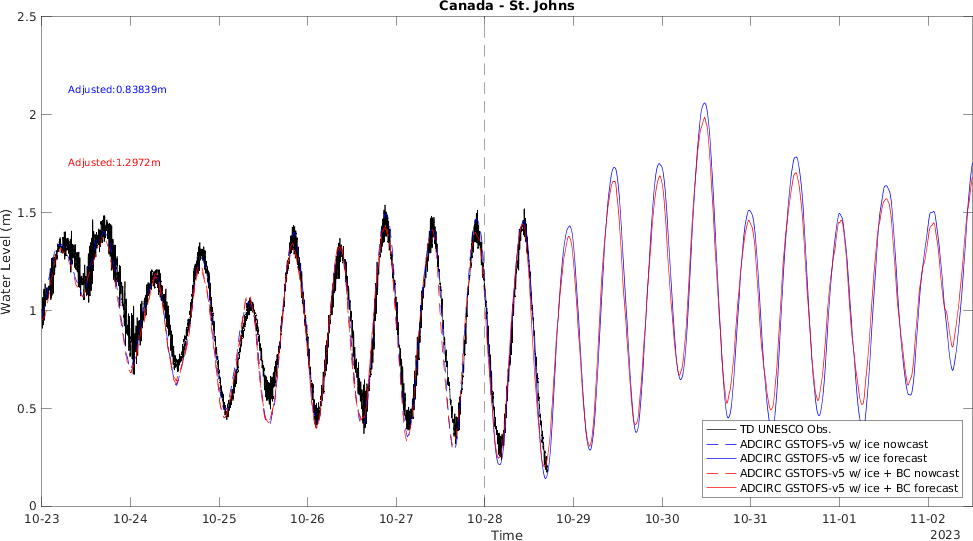 Canada - St. Johns
2.5
Adjusted:0.83839m
2
Adjusted:1.2972m
1.5
Water Level (m)
1
0.5
TD UNESCO Obs.
ADCIRC GSTOFS-v5 w/ ice nowcast
ADCIRC GSTOFS-v5 w/ ice forecast
ADCIRC GSTOFS-v5 w/ ice + BC nowcast
ADCIRC GSTOFS-v5 w/ ice + BC forecast
0
10-23 10-24 10-25 10-26 10-27 10-28 10-29 10-30 10-31 11-01 11-02
Time
2023